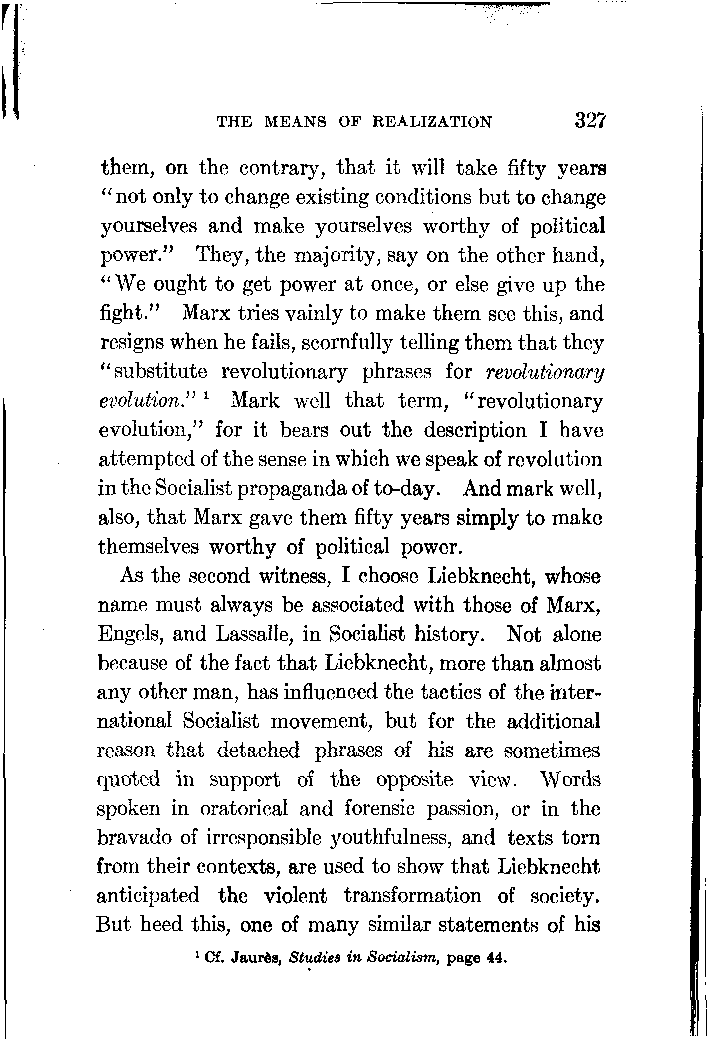 THE MEANS OF REALIZATION 327
them, on the contrary, that it will take fifty years
“not only to change existing conditions but to change
yourselves and make yourselves worthy of political
power.” They, the majority, say on the other hand,
“We ought to get power at once, or else give up the
fight.” Marx tries vainly to make them see this, and
resigns when he fails, scornfully telling them that they
“substitute revolutionary phrases for revolutionary
evolution.” ¹ Mark well that term, “revolutionary
evolution,” for it bears out the description I have
attempted of the sense in which we speak of revolution
in the Socialist propaganda of to-day. And mark well,
also, that Marx gave them fifty years simply to make
themselves worthy of political power.
As the second witness, I choose Liebknecht, whose
name must always be associated with those of Marx,
Engels, and Lassalle, in Socialist history. Not alone
because of the fact that Liebknecht, more than almost
any other man, has influenced the tactics of the inter-
national Socialist movement, but for the additional
reason that detached phrases of his are sometimes
quoted in support of the opposite view. Words
spoken in oratorical and forensic passion, or in the
bravado of irresponsible youthfulness, and texts torn
from their contexts, are used to show that Liebknecht
anticipated the violent transformation of society.
But heed this, one of many similar statements of his
¹ Cf. Jaurès, Studies in Socialism, page 44.